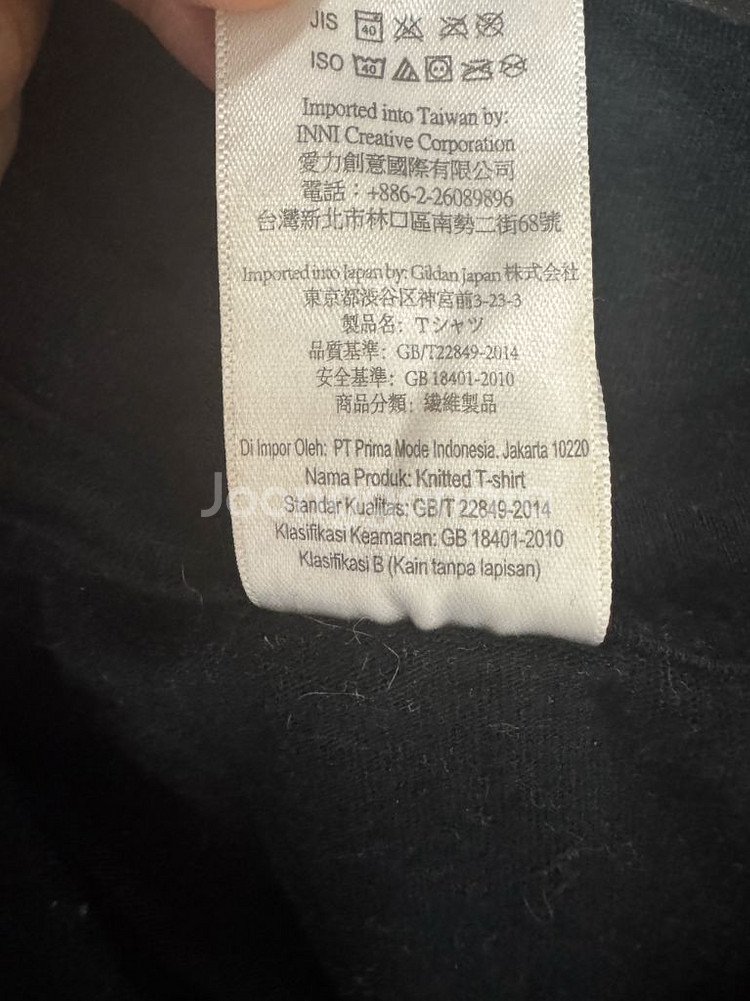 JIS 40
ISO 40
Imported into Taiwan by:
INNI Creative Corporation
愛力創意國際有限公司
電話：+886-2-26089896
台灣新北市林口區南勢二街68號
Imported into Japan by: Gildan Japan 株式会社
東京都渋谷区神宮前3-23-3
製品名: Tシャツ
品質基準: GB/T22849-2014
安全基準: GB 18401-2010
商品分類: 繊維製品
Di Impor Oleh: PT Prima Mode Indonesia. Jakarta 10220
Nama Produk: Knitted T-shirt
Standar Kualitas: GB/T 22849-2014
Klasifikasi Keamanan: GB 18401-2010
Klasifikasi B (Kain tanpa lapisan)